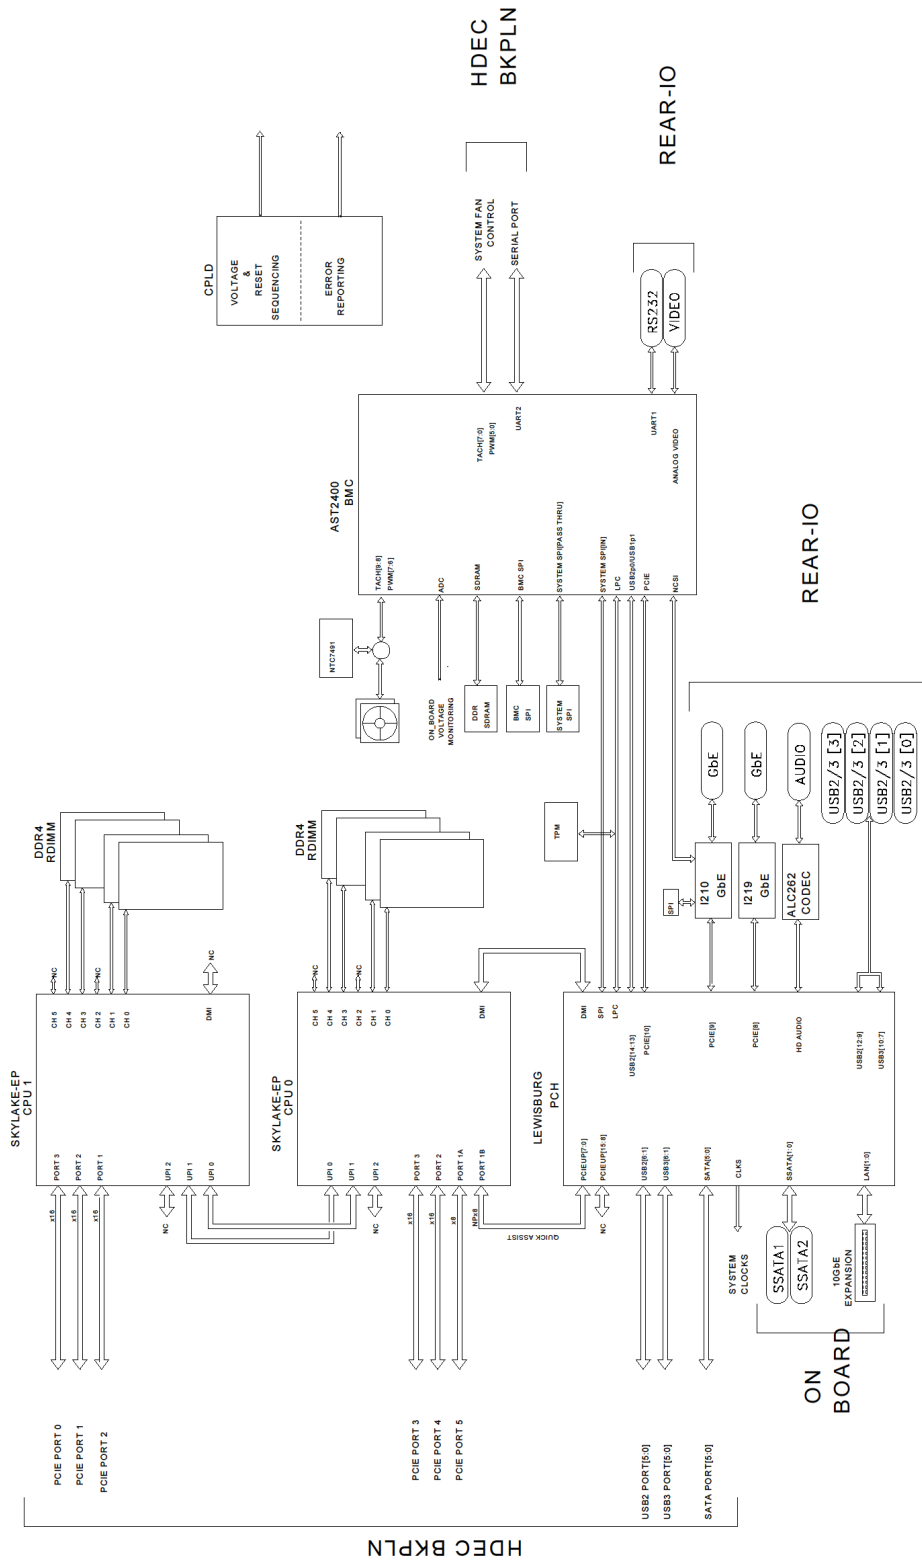 SKYLAKE-EP
CPU 1
PORT 3
PORT 2
PORT 1
UPI 2
UPI 1
UPI 0
x16
x16
x16
NC
CH 5
CH 4
CH 3
CH 2
CH 1
CH 0
DMI
NC
NC
NC
DDR4
RDIMM
PCIE PORT 0
PCIE PORT 1
PCIE PORT 2
SKYLAKE-EP
CPU 0
UPI 0
UPI 1
UPI 2
PORT 3
PORT 2
PORT 1A
PORT 1B
NC
x16
x16
x8
NPx8
QUICK ASSIST
CH 5
CH 4
CH 3
CH 2
CH 1
CH 0
DMI
NC
NC
DDR4
RDIMM
PCIE PORT 3
PCIE PORT 4
PCIE PORT 5
LEWISBURG
PCH
PCIEUP[7:0]
PCIEUP[15:8]
USB2[6:1]
USB3[6:1]
SATA[5:0]
CLKS
SSATA[1:0]
LAN[1:0]
NC
DMI
SPI
LPC
USB2[14:13]
PCIE[10]
PCIE[9]
PCIE[8]
HD AUDIO
USB2[12:9]
USB3[10:7]
USB2 PORT[5:0]
USB3 PORT[5:0]
SATA PORT[5:0]
HDEC BKPLN
SYSTEM
CLOCKS
SSATA1
SSATA2
10GbE
EXPANSION
ON
BOARD
TPM
SPI
I210
GbE
I219
GbE
ALC262
CODEC
GbE
GbE
AUDIO
USB2/3 [3]
USB2/3 [2]
USB2/3 [1]
USB2/3 [0]
REAR-IO
AST2400
BMC
TACH[9:8]
PWM[7:6]
ADC
SDRAM
BMC SPI
SYSTEM SPI[PASS THRU]
SYSTEM SPI[IN]
LPC
USB2p0/USB1p1
PCIE
NCSI
TACH[7:0]
PWM[5:0]
UART2
UART1
ANALOG VIDEO
NTC7491
ON_BOARD
VOLTAGE
MONITORING
DDR
SDRAM
BMC
SPI
SYSTEM
SPI
SYSTEM FAN
CONTROL
SERIAL PORT
HDEC
BKPLN
RS232
VIDEO
REAR-IO
CPLD
VOLTAGE
&
RESET
SEQUENCING
ERROR
REPORTING